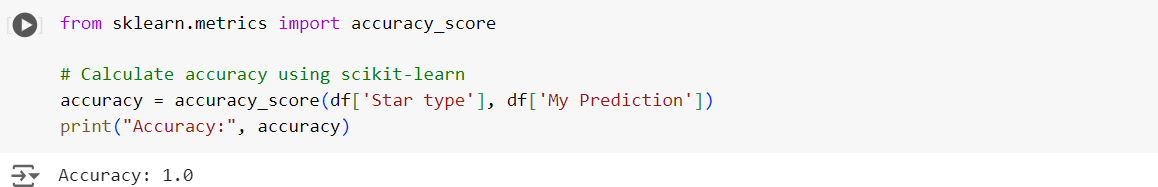 from sklearn.metrics import accuracy_score
# Calculate accuracy using scikit-learn
accuracy = accuracy_score(df['Star type'], df['My Prediction'])
print("Accuracy:", accuracy)
Accuracy: 1.0